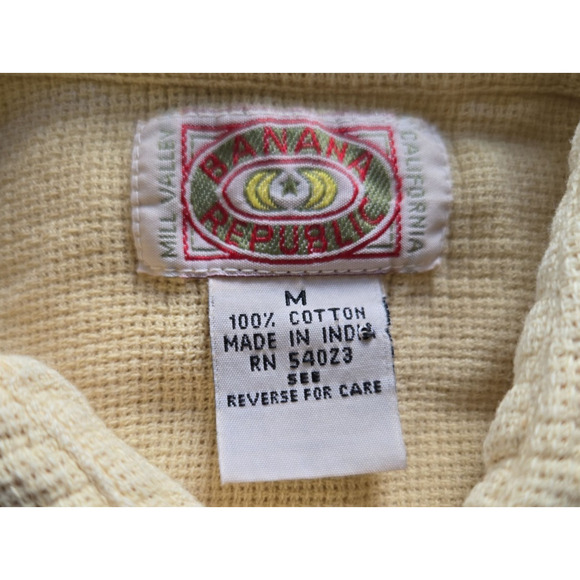 MILL VALLEY
BANANA
REPUBLIC
CALIFORNIA
M
100% COTTON
MADE IN INDIA
RN 54023
SEE
REVERSE FOR CARE